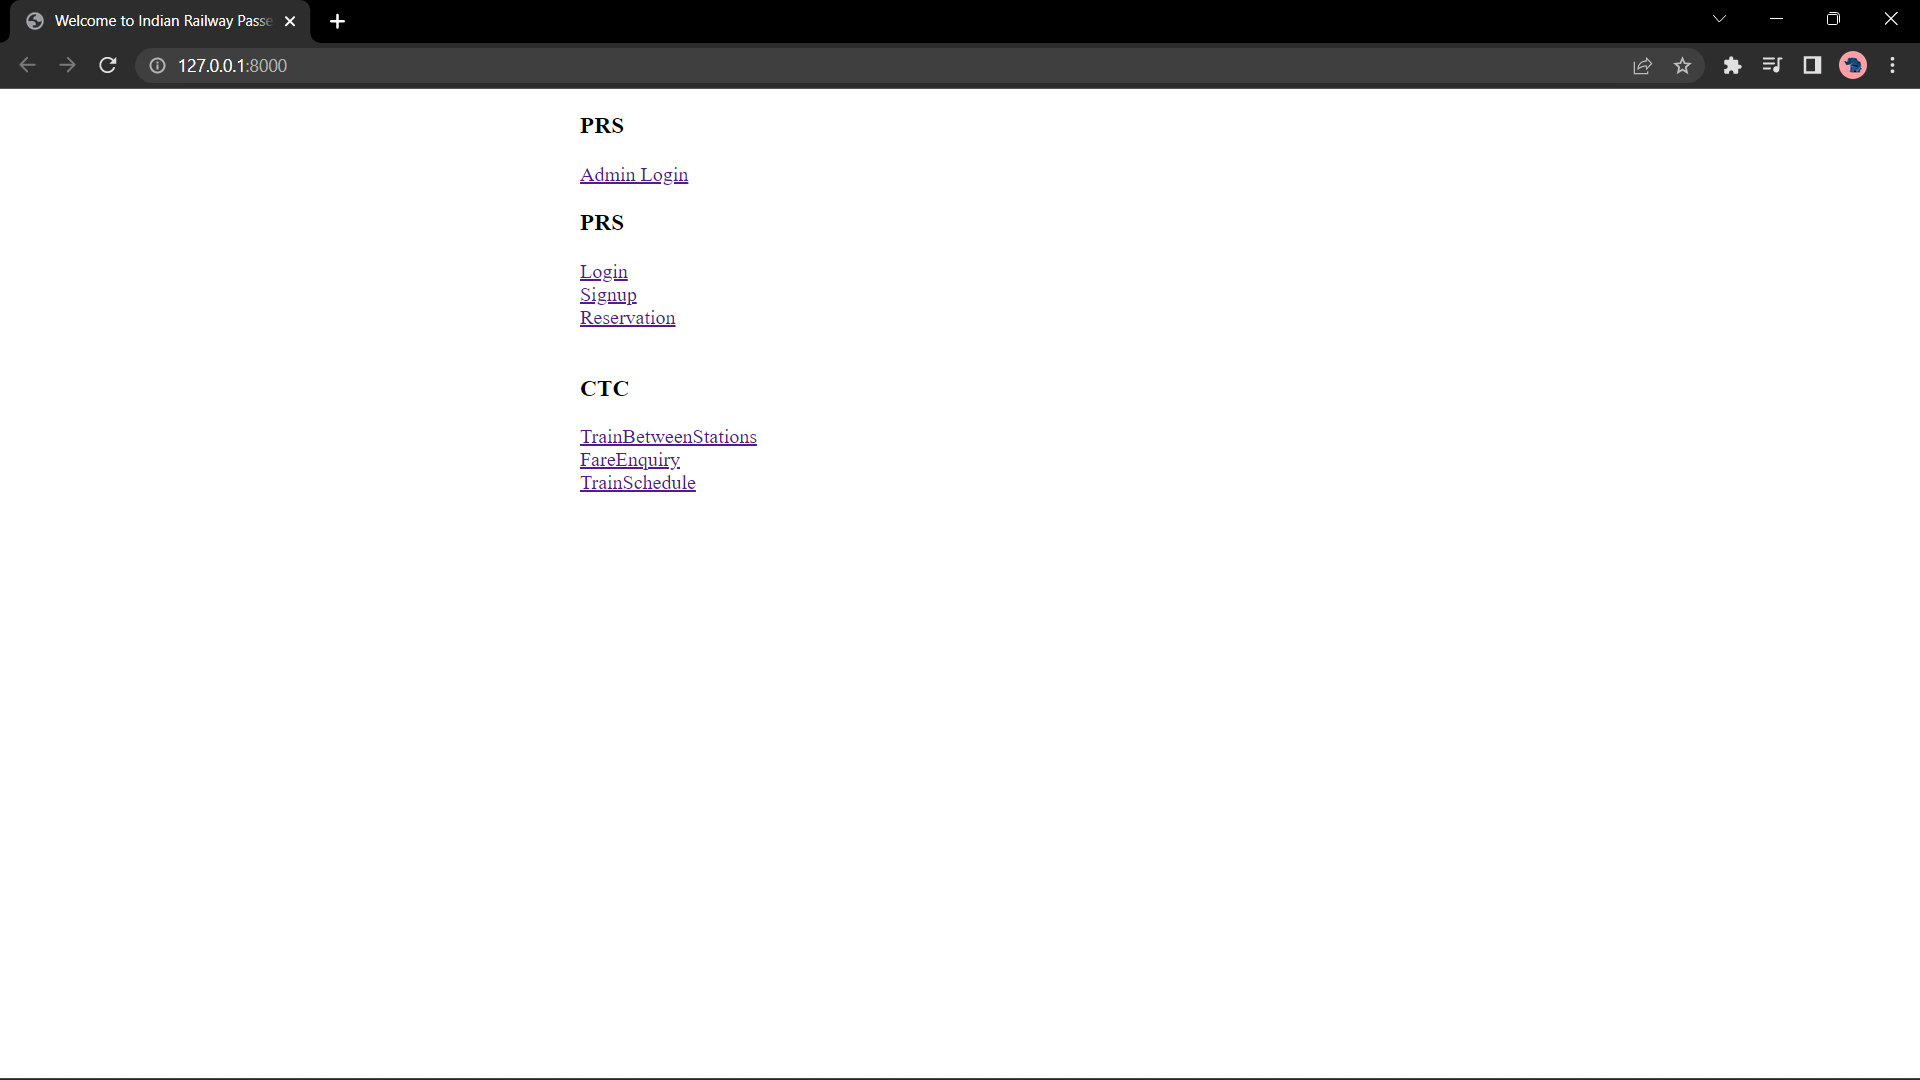 Welcome to Indian Railway Passe
127.0.0.1:8000
PRS
Admin Login
PRS
Login
Signup
Reservation
CTC
TrainBetweenStations
FareEnquiry
TrainSchedule